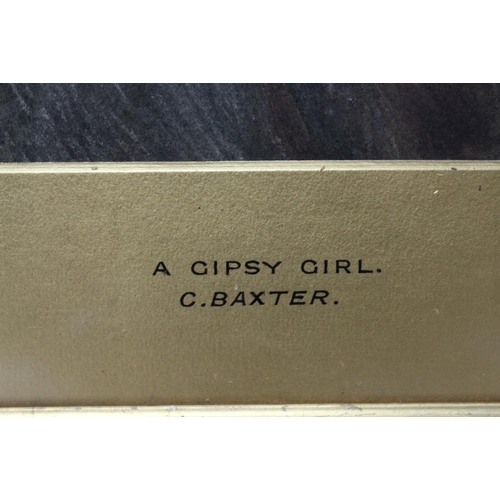 A GIPSY GIRL.
C. BAXTER.